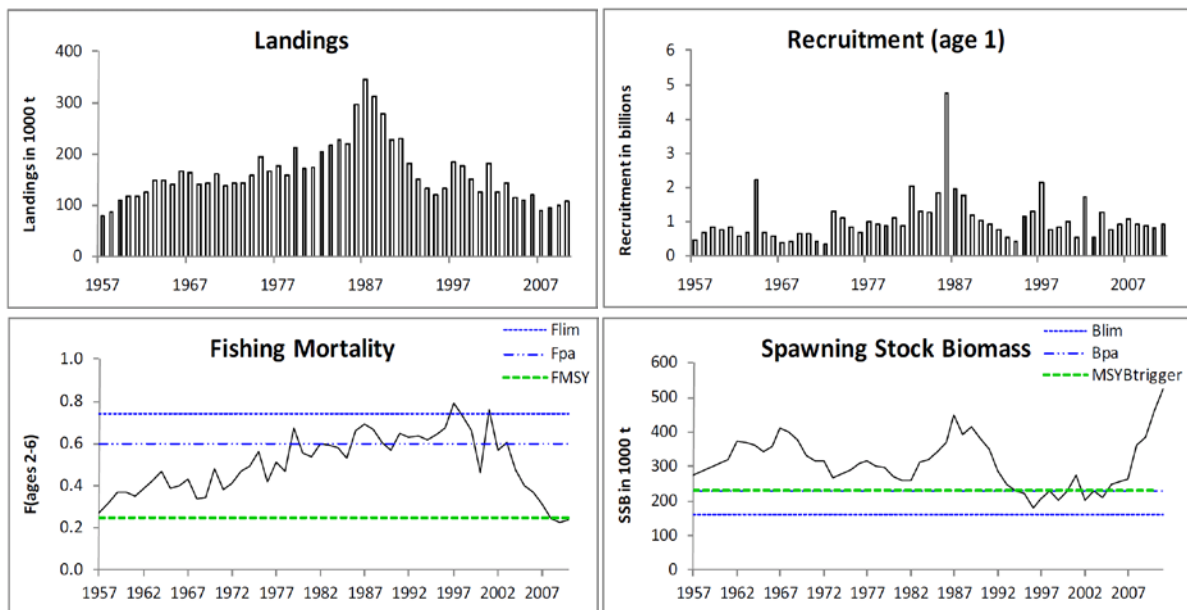 Landings
Landings in 1000 t
400
300
200
100
0
1957 1967 1977 1987 1997 2007
Recruitment (age 1)
Recruitment in billions
6
5
4
3
2
1
0
1957 1967 1977 1987 1997 2007
Fishing Mortality
Flim
Fpa
FMSY
F(ages 2-6)
1.0
0.8
0.6
0.4
0.2
0.0
1957 1962 1967 1972 1977 1982 1987 1992 1997 2002 2007
Spawning Stock Biomass
Blim
Bpa
MSYBtrigger
SSB in 1000 t
600
500
400
300
200
100
0
1957 1962 1967 1972 1977 1982 1987 1992 1997 2002 2007